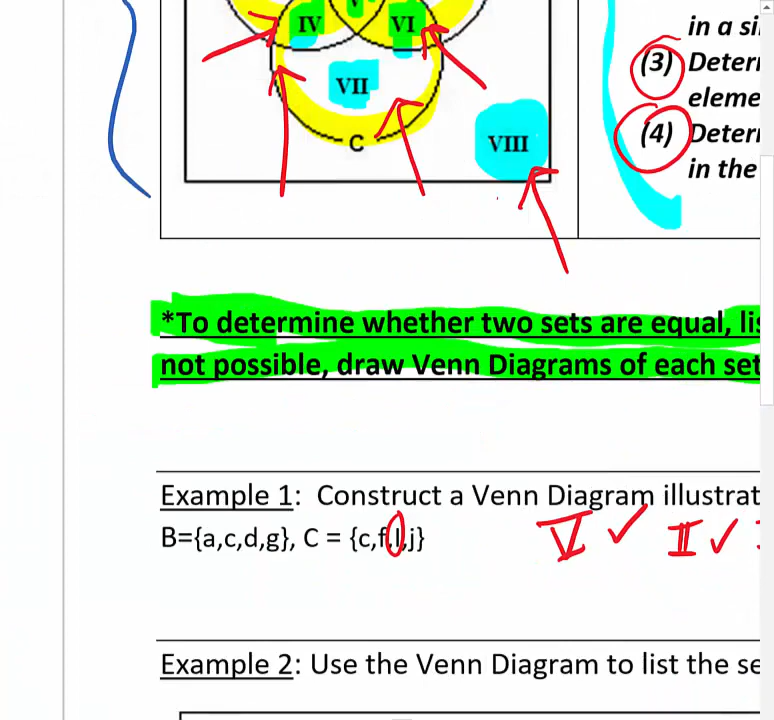 IV V VI
VII
C
VIII
in a si
(3) Deter
eleme
(4) Deter
in the
*To determine whether two sets are equal, lis
not possible, draw Venn Diagrams of each set
Example 1: Construct a Venn Diagram illustrat
B={a,c,d,g}, C = {c,f,I,j}
V ✓ II ✓
Example 2: Use the Venn Diagram to list the se